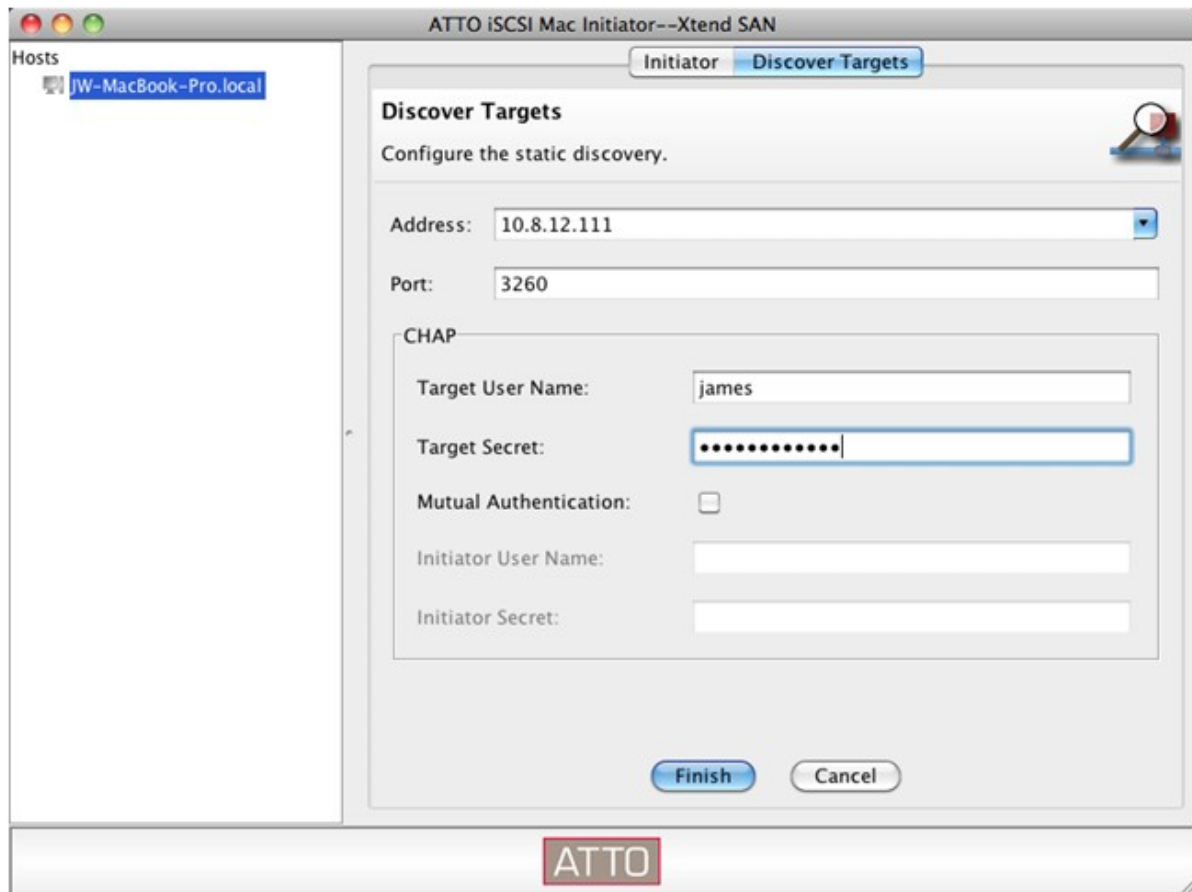 ATTO iSCSI Mac Initiator--Xtend SAN
Hosts
JW-MacBook-Pro.local
Initiator
Discover Targets
Discover Targets
Configure the static discovery.
Address: 10.8.12.111
Port: 3260
CHAP
Target User Name: james
Target Secret: ••••••••••••
Mutual Authentication:
Initiator User Name:
Initiator Secret:
Finish
Cancel
ATTO